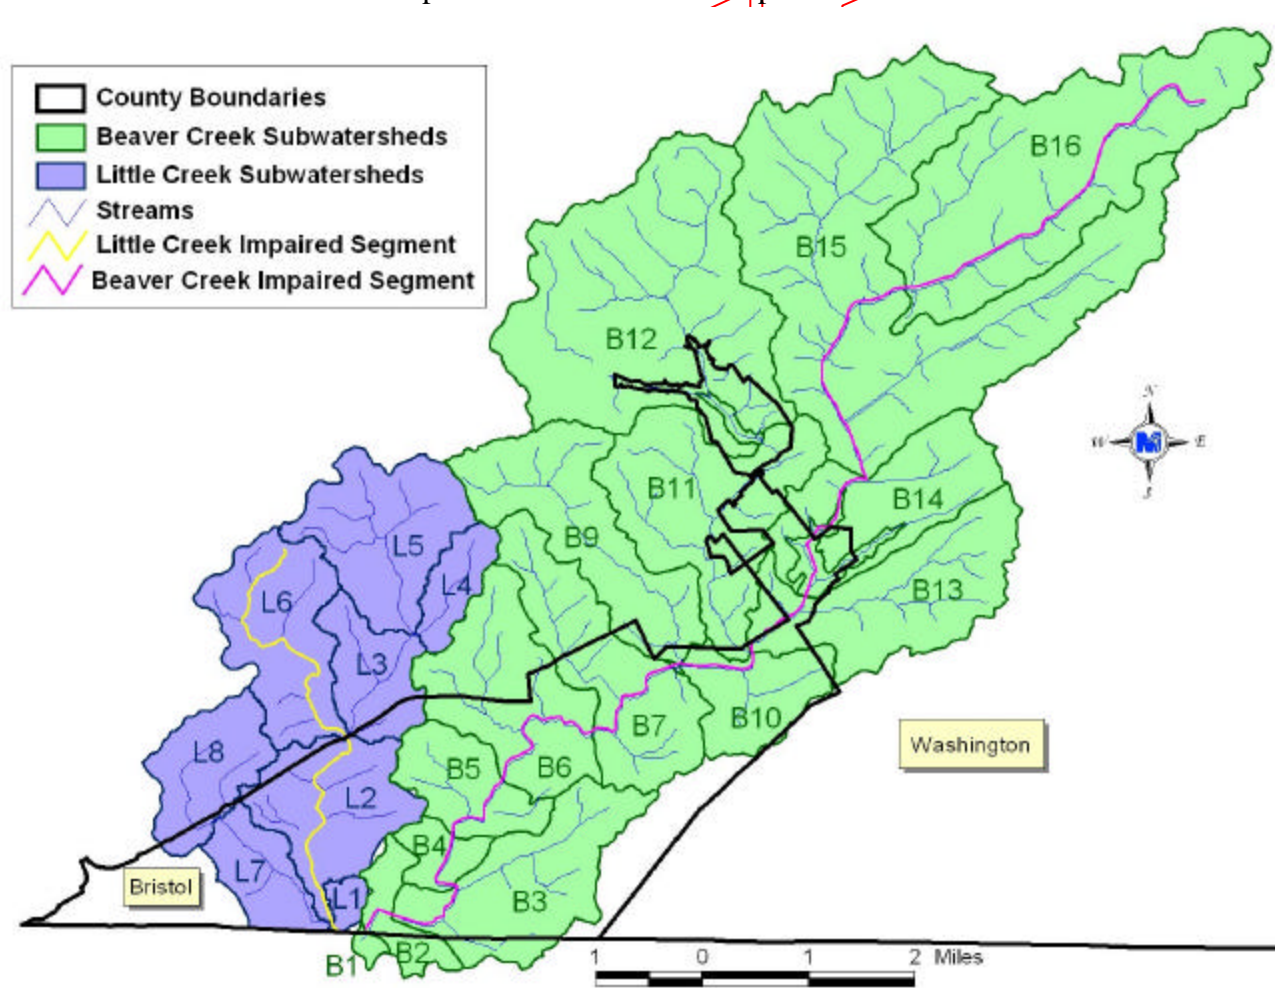 County Boundaries
Beaver Creek Subwatersheds
Little Creek Subwatersheds
Streams
Little Creek Impaired Segment
Beaver Creek Impaired Segment
B16
B15
B12
N
W E
S
B11
B14
B9
L5
L4
L6
B13
L3
B7
B10
L8
B5
B6
Washington
L2
B4
L7
Bristol
L1
B3
B2
B1
1 0 1 2 Miles